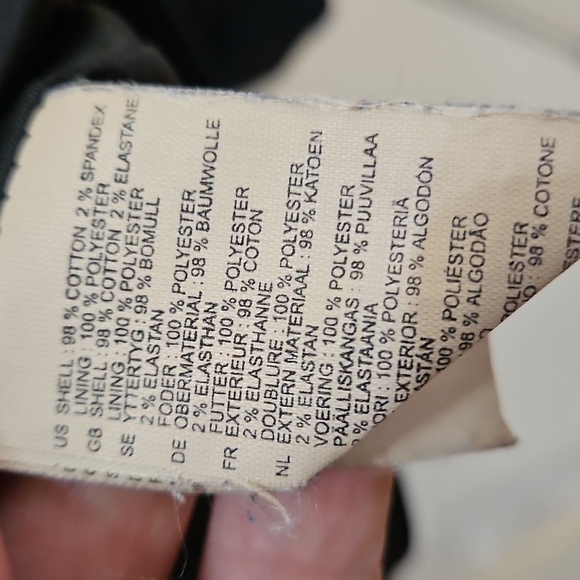 US SHELL : 98 % COTTON 2 % SPANDEX
LINING : 100 % POLYESTER
GB SHELL : 98 % COTTON 2 % ELASTANE
LINING : 100 % POLYESTER
SE YTTERTYG : 98 % BOMULL
2 % ELASTAN
FODER : 100 % POLYESTER
DE OBERMATERIAL : 98 % BAUMWOLLE
2 % ELASTHAN
FUTTER : 100 % POLYESTER
FR EXTERIEUR : 98 % COTON
2 % ELASTHANNE
DOUBLURE : 100 % POLYESTER
NL EXTERN MATERIAAL : 98 % KATOEN
2 % ELASTAN
VOERING : 100 % POLYESTER
PÄÄLLISKANGAS : 98 % PUUVILLAA
2 % ELASTAANIA
ORI : 100 % POLYESTERIÄ
EXTERIOR : 98 % ALGODÓN
STÁN
100 % POLIÉSTER
98 % ALGODÃO
POLIESTER
: 98 % COTONE